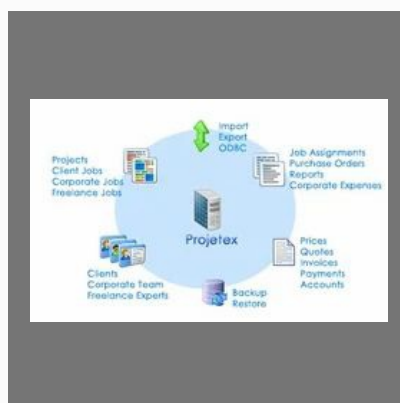 Import
Export
ODBC
Projects
Client Jobs
Corporate Jobs
Freelance Jobs
Job Assignments
Purchase Orders
Reports
Corporate Expenses
Projetex
Prices
Quotes
Invoices
Payments
Accounts
Clients
Corporate Team
Freelance Experts
Backup
Restore